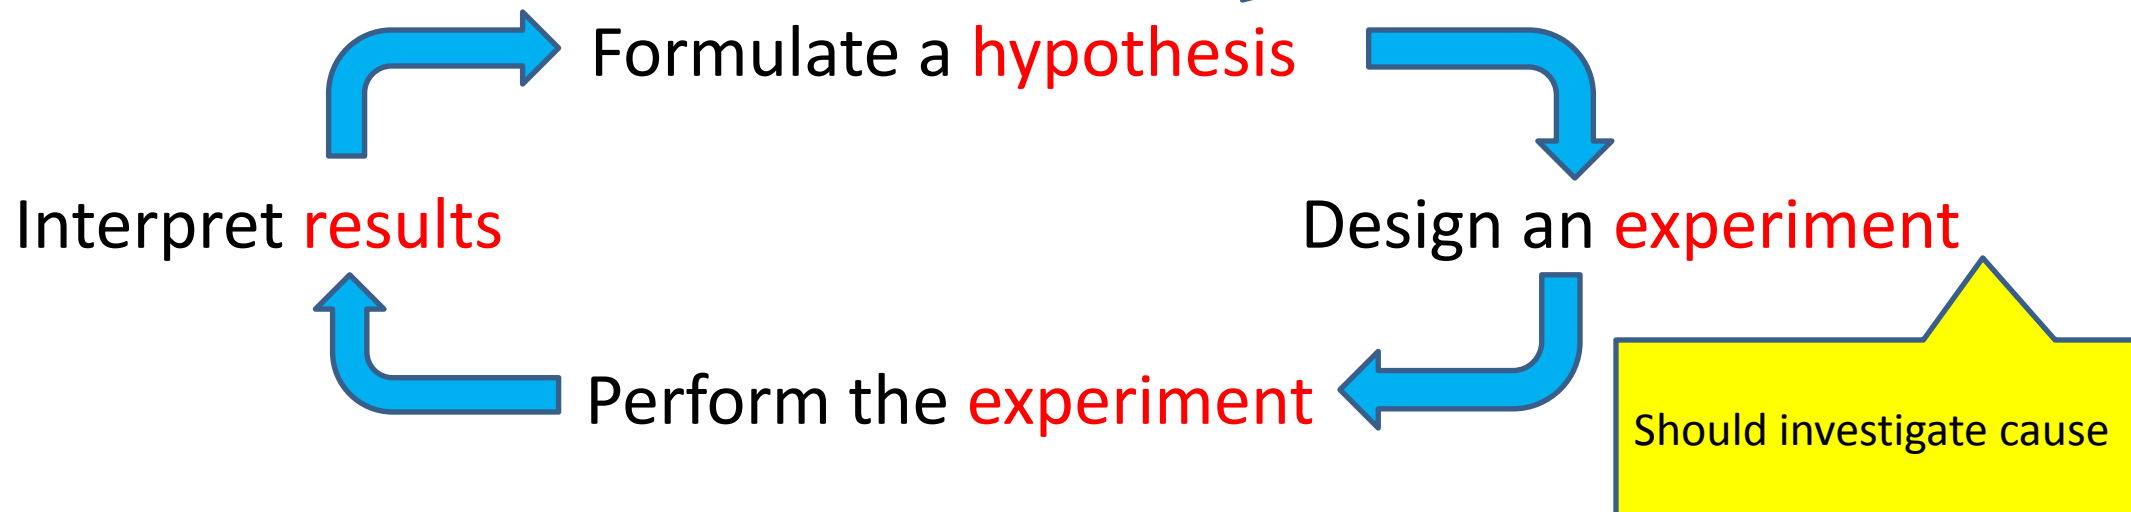 Formulate a hypothesis
Interpret results
Design an experiment
Perform the experiment
Should investigate cause